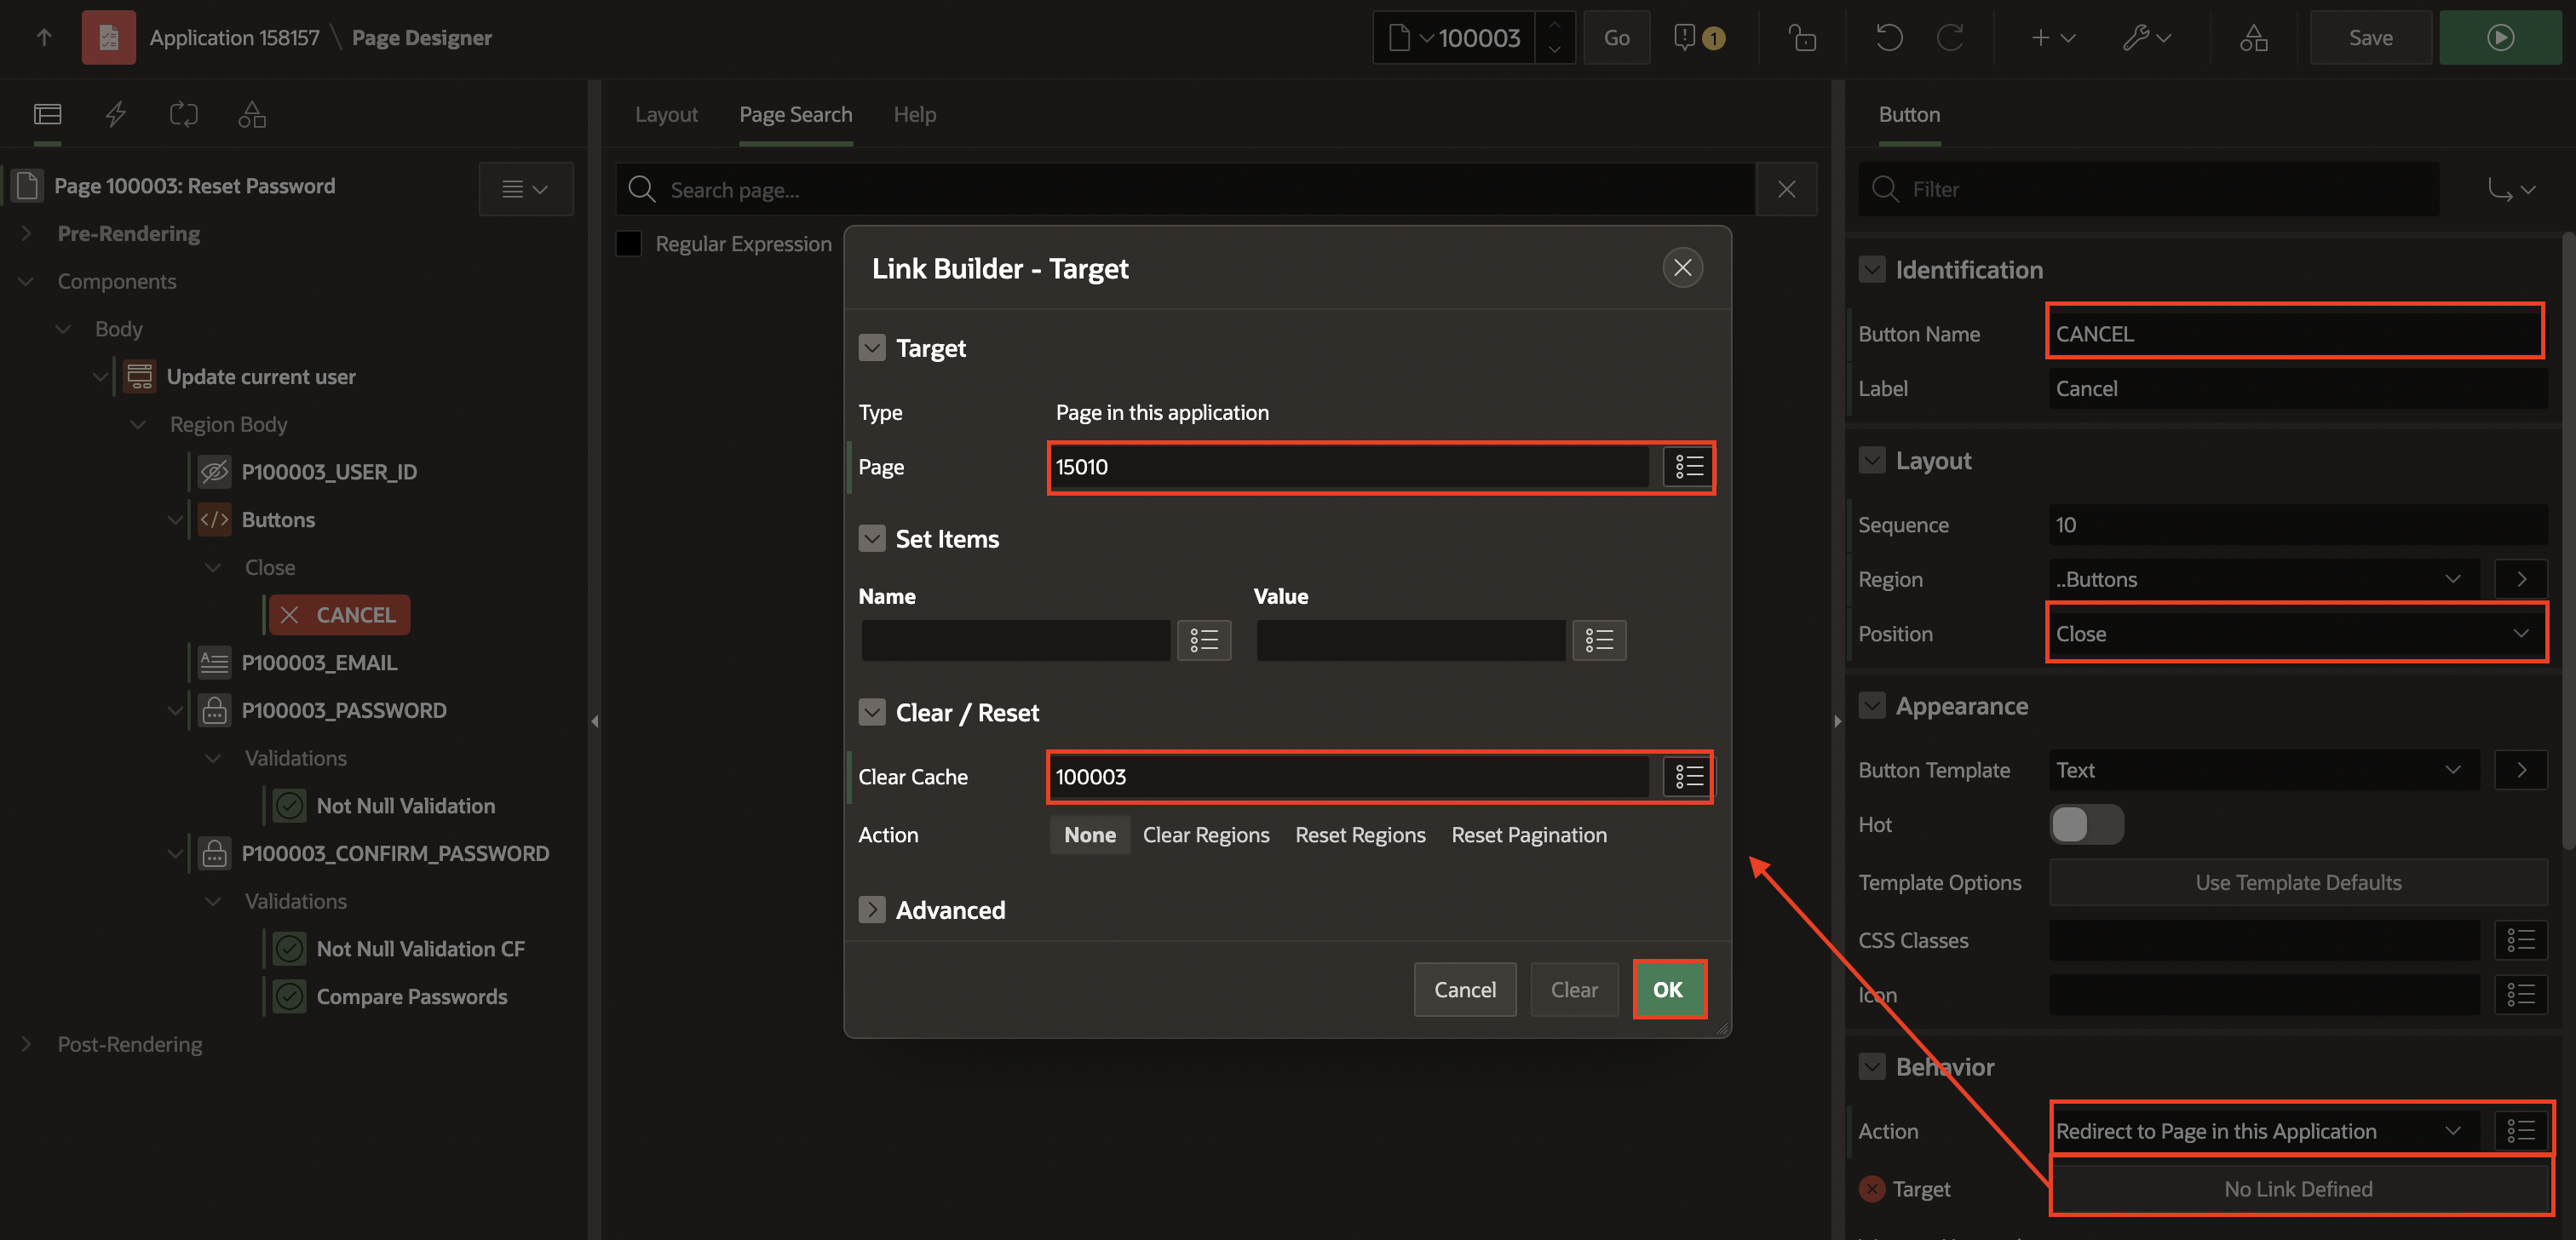 Application 158157 \ Page Designer
100003
Go
1
Save
Page 100003: Reset Password
Pre-Rendering
Components
Body
Update current user
Region Body
P100003_USER_ID
Buttons
Close
CANCEL
P100003_EMAIL
P100003_PASSWORD
Validations
Not Null Validation
P100003_CONFIRM_PASSWORD
Validations
Not Null Validation CF
Compare Passwords
Post-Rendering
Layout Page Search Help
Search page...
Regular Expression
Link Builder - Target
Target
Type Page in this application
Page 15010
Set Items
Name Value
Clear / Reset
Clear Cache 100003
Action None Clear Regions Reset Regions Reset Pagination
Advanced
Cancel Clear OK
Button
Filter
Identification
Button Name CANCEL
Label Cancel
Layout
Sequence 10
Region ..Buttons
Position Close
Appearance
Button Template Text
Hot
Template Options Use Template Defaults
CSS Classes
Icon
Behavior
Action Redirect to Page in this Application
Target No Link Defined